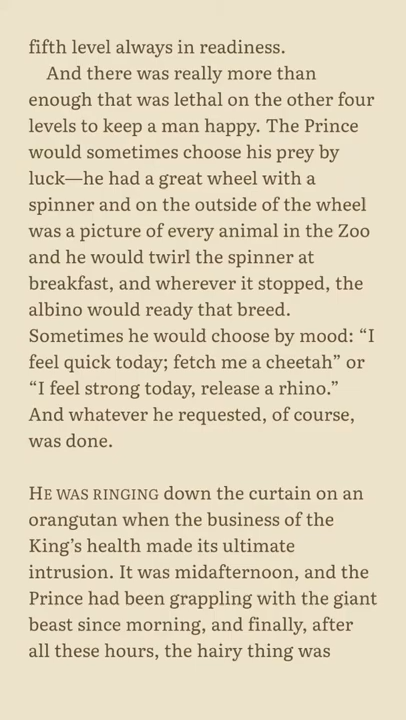 fifth level always in readiness.
And there was really more than
enough that was lethal on the other four
levels to keep a man happy. The Prince
would sometimes choose his prey by
luck—he had a great wheel with a
spinner and on the outside of the wheel
was a picture of every animal in the Zoo
and he would twirl the spinner at
breakfast, and wherever it stopped, the
albino would ready that breed.
Sometimes he would choose by mood: “I
feel quick today; fetch me a cheetah” or
“I feel strong today, release a rhino.”
And whatever he requested, of course,
was done.
HE WAS RINGING down the curtain on an
orangutan when the business of the
King’s health made its ultimate
intrusion. It was midafternoon, and the
Prince had been grappling with the giant
beast since morning, and finally, after
all these hours, the hairy thing was